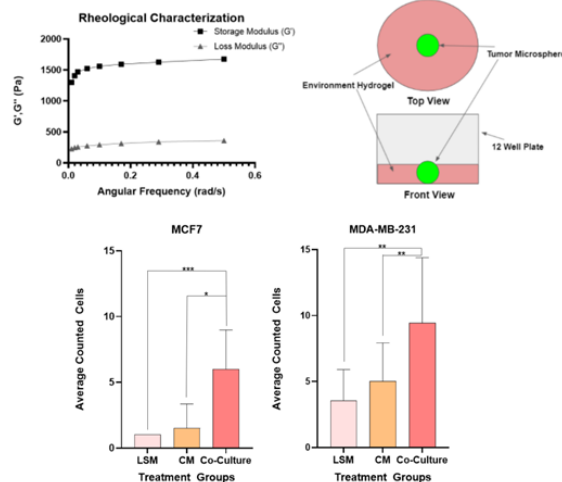 Rheological Characterization
Storage Modulus (G')
Loss Modulus (G'')
G',G'' (Pa)
2000
1500
1000
500
0
0.0 0.2 0.4 0.6
Angular Frequency (rad/s)
Tumor Microsphere
Environment Hydrogel
Top View
12 Well Plate
Front View
MCF7
Average Counted Cells
15
10
5
0
***
*
LSM CM Co-Culture
Treatment Groups
MDA-MB-231
Average Counted Cells
15
10
5
0
**
**
LSM CM Co-Culture
Treatment Groups